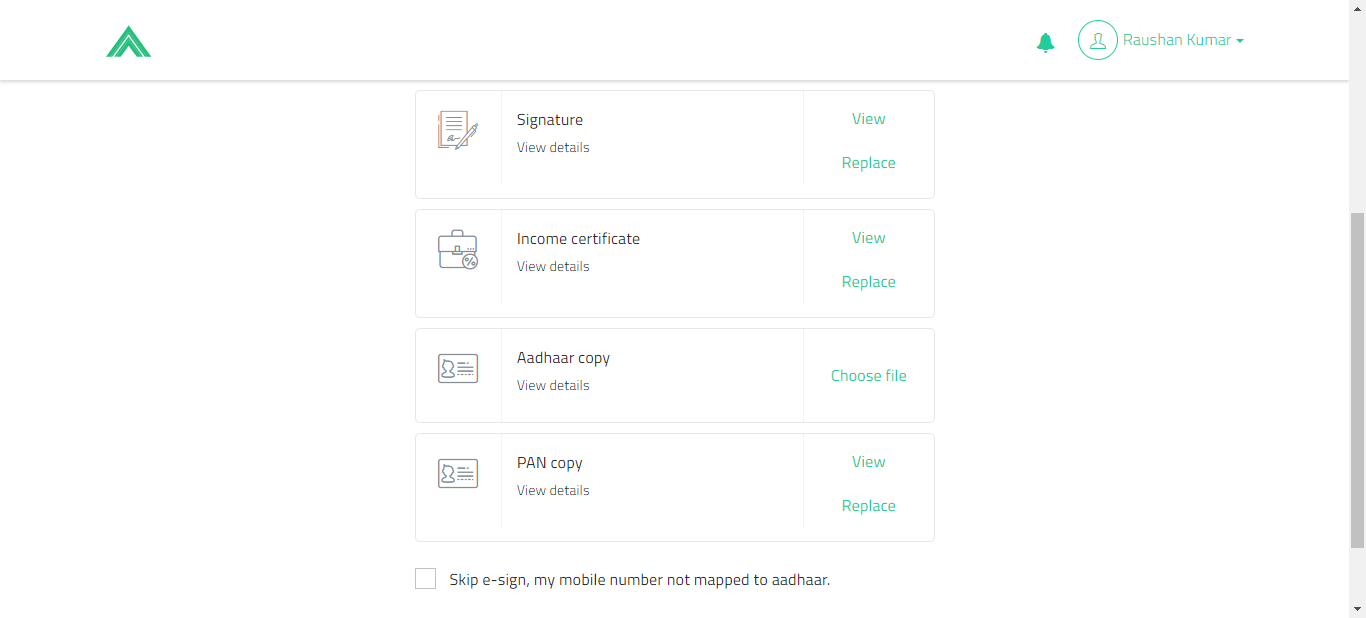 Raushan Kumar
Signature
View details
View
Replace
Income certificate
View details
View
Replace
Aadhaar copy
View details
Choose file
PAN copy
View details
View
Replace
Skip e-sign, my mobile number not mapped to aadhaar.